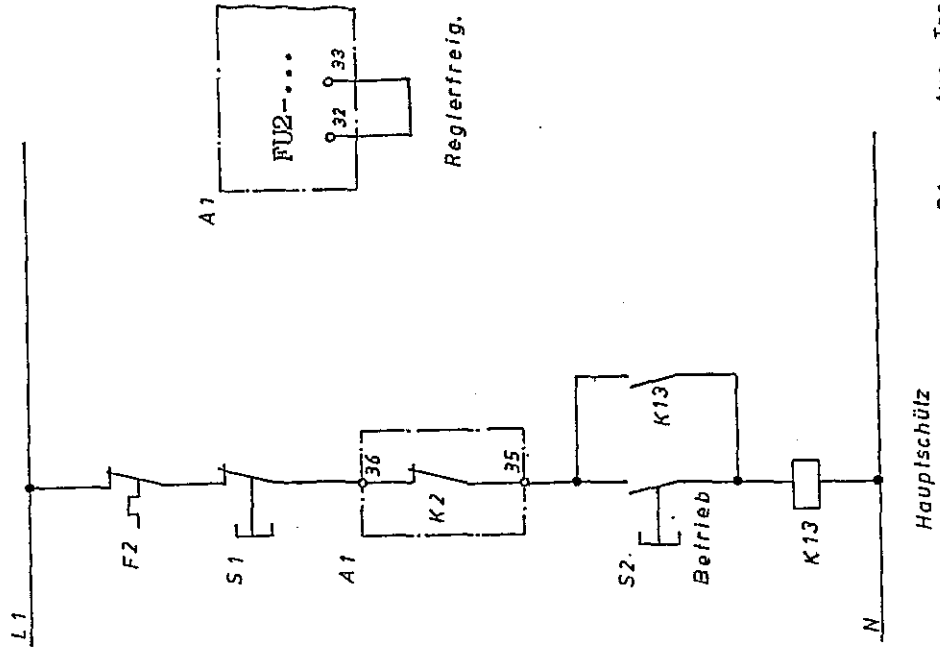 L1
F2
S1
A1
36
K2
35
S2.
Betrieb
K13
K13
N
Hauptschütz
A1
FU2-...
32
33
Reglerfreig.